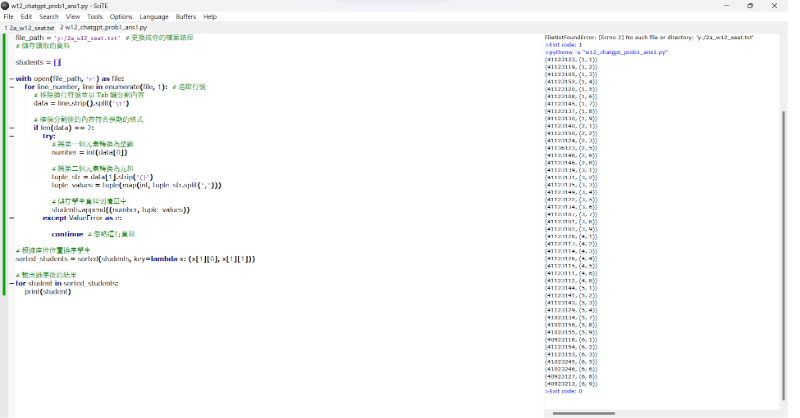 w12_chatgpt_prob1_ans1.py - SciTE
File Edit Search View Tools Options Language Buffers Help
1 2a_w12_seat.txt 2 w12_chatgpt_prob1_ans1.py
file_path = 'y:/2a_w12_seat.txt' # 更換成你的檔案路徑
# 儲存讀取的資料
students = []
with open(file_path, 'r') as file:
for line_number, line in enumerate(file, 1): # 追蹤行號
# 移除換行符號並以 Tab 鍵分割內容
data = line.strip().split('\t')
# 確保分割後的內容符合預期的格式
if len(data) == 2:
try:
# 將第一個元素轉換為整數
number = int(data[0])
# 將第二個元素轉換為元組
tuple_str = data[1].strip('()')
tuple_values = tuple(map(int, tuple_str.split(',')))
# 儲存學生資料到清單中
students.append((number, tuple_values))
except ValueError as e:
continue # 忽略這行資料
# 根據座位位置排序學生
sorted_students = sorted(students, key=lambda x: (x[1][0], x[1][1]))
# 輸出排序後的結果
for student in sorted_students:
print(student)
FileNotFoundError: [Errno 2] No such file or directory: 'y:/2a_w12_seat.txt'
>Exit code: 1
>pythonw -u "w12_chatgpt_prob1_ans1.py"
(41123123, (1, 1))
(41123119, (1, 2))
(41123105, (1, 3))
(41123152, (1, 4))
(41123120, (1, 5))
(41123108, (1, 6))
(41123145, (1, 7))
(41123137, (1, 8))
(41123130, (1, 9))
(41123140, (2, 1))
(41123150, (2, 2))
(41123124, (2, 3))
(41136123, (2, 5))
(41123148, (2, 6))
(41123146, (2, 8))
(41123139, (3, 1))
(41123131, (3, 2))
(41123135, (3, 3))
(41123149, (3, 4))
(41123122, (3, 5))
(41123134, (3, 6))
(41123107, (3, 7))
(41123101, (3, 8))
(41123102, (3, 9))
(41123128, (4, 1))
(41123117, (4, 2))
(41123114, (4, 3))
(41123126, (4, 4))
(41123115, (4, 5))
(41123111, (4, 6))
(41123112, (4, 8))
(41123144, (5, 1))
(41123141, (5, 2))
(41123143, (5, 3))
(41123129, (5, 4))
(41023134, (5, 7))
(41023156, (5, 8))
(41023155, (5, 9))
(40923118, (6, 1))
(41123154, (6, 2))
(41123153, (6, 3))
(41023245, (6, 5))
(41023246, (6, 6))
(40923127, (6, 8))
(40923213, (6, 9))
>Exit code: 0